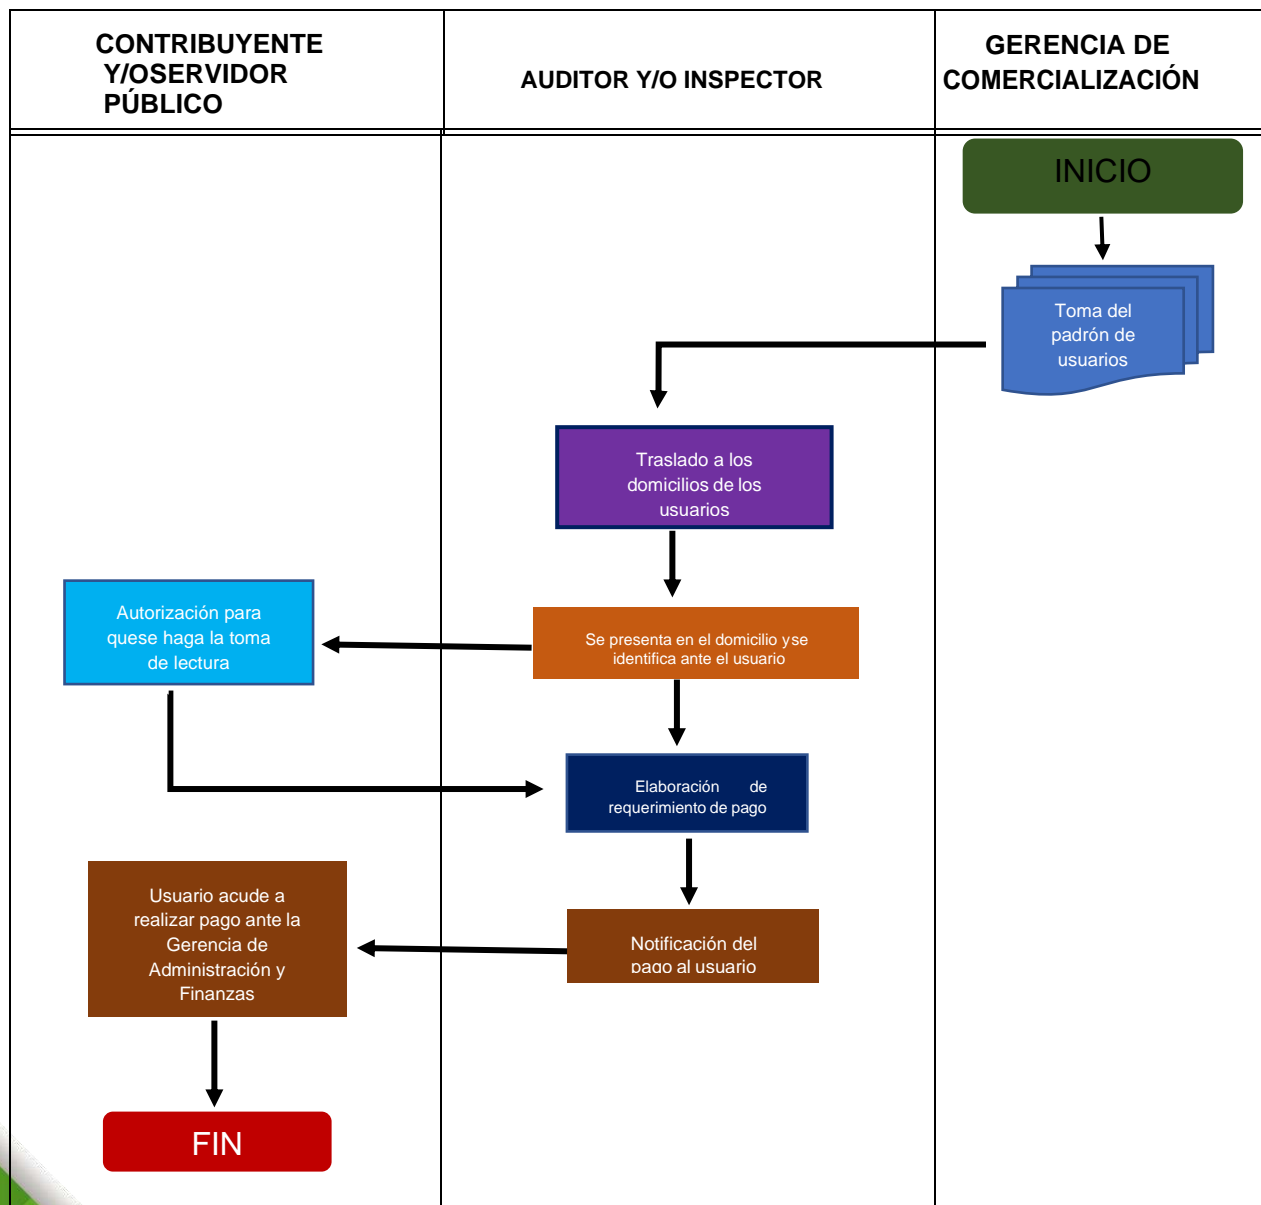 CONTRIBUYENTE
Y/OSERVIDOR
PÚBLICO
AUDITOR Y/O INSPECTOR
GERENCIA DE
COMERCIALIZACIÓN
INICIO
Toma del
padrón de
usuarios
Traslado a los
domicilios de los
usuarios
Autorización para
quese haga la toma
de lectura
Se presenta en el domicilio yse
identifica ante el usuario
Elaboración de
requerimiento de pago
Usuario acude a
realizar pago ante la
Gerencia de
Administración y
Finanzas
Notificación del
pago al usuario
FIN